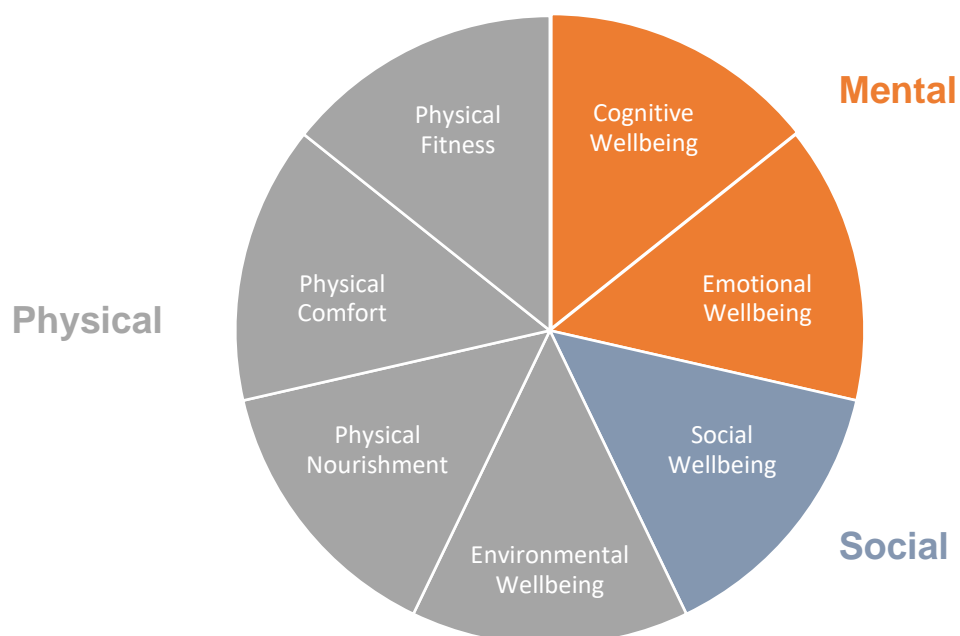 Mental
Cognitive
Wellbeing
Physical
Fitness
Emotional
Wellbeing
Physical
Comfort
Physical
Physical
Nourishment
Social
Wellbeing
Environmental
Wellbeing
Social